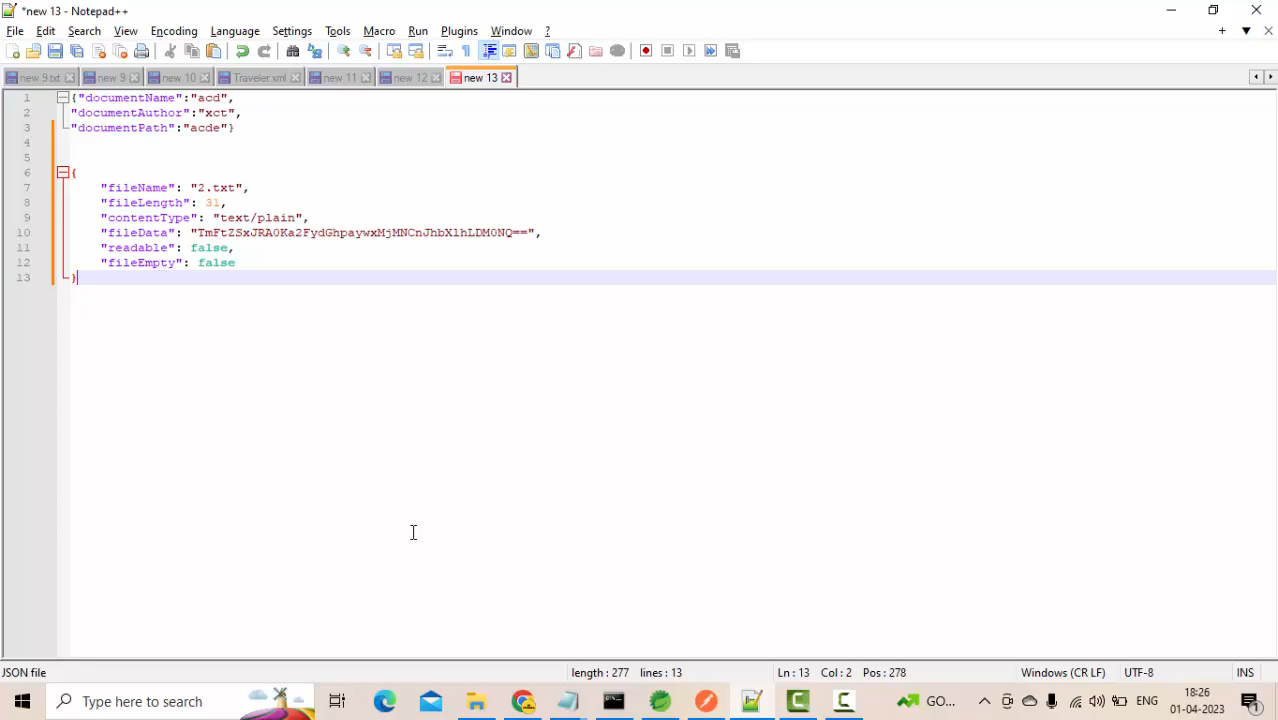 *new 13 - Notepad++
File Edit Search View Encoding Language Settings Tools Macro Run Plugins Window ?
new 9.txt new 9 new 10 Traveler.xml new 11 new 12 new 13
1 {"documentName":"acd",
2 "documentAuthor":"xct",
3 "documentPath":"acde"}
4
5
6 {
7 "fileName": "2.txt",
8 "fileLength": 31,
9 "contentType": "text/plain",
10 "fileData": "TmFtZSxJRA0Ka2FydGhpaywxMjMNCnJhbXlhLDM0NQ==",
11 "readable": false,
12 "fileEmpty": false
13 }
JSON file length : 277 lines : 13 Ln : 13 Col : 2 Pos : 278 Windows (CR LF) UTF-8 INS
Type here to search GO... ENG 18:26
01-04-2023 1